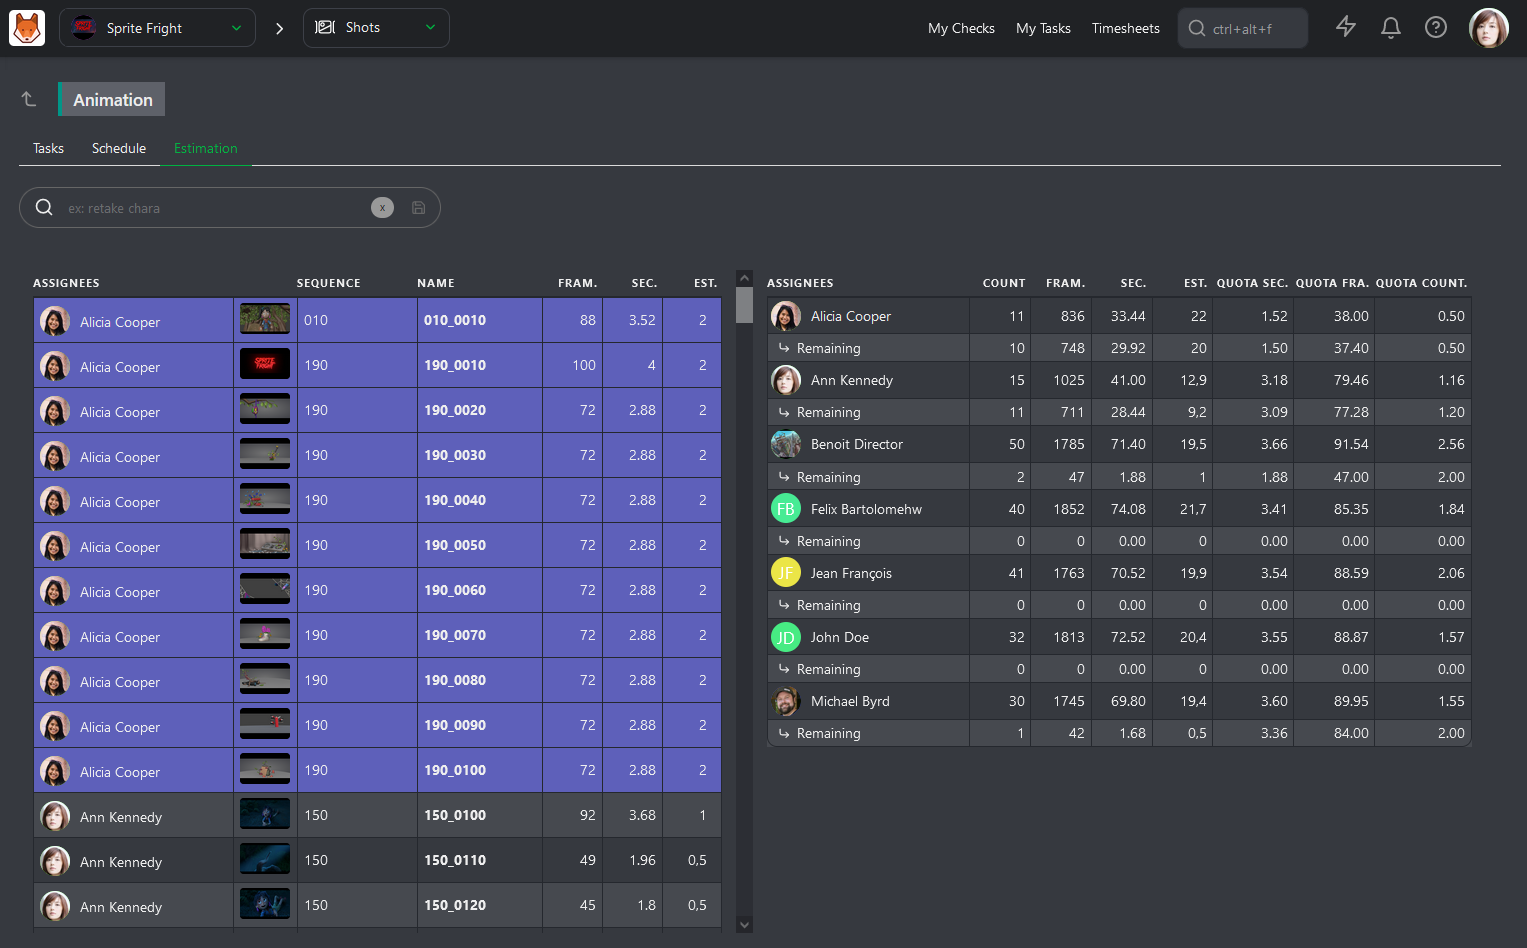 Sprite Fright
Shots
My Checks My Tasks Timesheets
ctrl+alt+f
Animation
Tasks Schedule Estimation
ex: retake chara
x
ASSIGNEES SEQUENCE NAME FRAM. SEC. EST.
Alicia Cooper 010 010_0010 88 3.52 2
Alicia Cooper SPRITE FRIGHT 190 190_0010 100 4 2
Alicia Cooper 190 190_0020 72 2.88 2
Alicia Cooper 190 190_0030 72 2.88 2
Alicia Cooper 190 190_0040 72 2.88 2
Alicia Cooper 190 190_0050 72 2.88 2
Alicia Cooper 190 190_0060 72 2.88 2
Alicia Cooper 190 190_0070 72 2.88 2
Alicia Cooper 190 190_0080 72 2.88 2
Alicia Cooper 190 190_0090 72 2.88 2
Alicia Cooper 190 190_0100 72 2.88 2
Ann Kennedy 150 150_0100 92 3.68 1
Ann Kennedy 150 150_0110 49 1.96 0,5
Ann Kennedy 150 150_0120 45 1.8 0,5
ASSIGNEES COUNT FRAM. SEC. EST. QUOTA SEC. QUOTA FRA. QUOTA COUNT.
Alicia Cooper 11 836 33.44 22 1.52 38.00 0.50
Remaining 10 748 29.92 20 1.50 37.40 0.50
Ann Kennedy 15 1025 41.00 12,9 3.18 79.46 1.16
Remaining 11 711 28.44 9,2 3.09 77.28 1.20
Benoit Director 50 1785 71.40 19,5 3.66 91.54 2.56
Remaining 2 47 1.88 1 1.88 47.00 2.00
FB Felix Bartolomehw 40 1852 74.08 21,7 3.41 85.35 1.84
Remaining 0 0 0.00 0 0.00 0.00 0.00
JF Jean François 41 1763 70.52 19,9 3.54 88.59 2.06
Remaining 0 0 0.00 0 0.00 0.00 0.00
JD John Doe 32 1813 72.52 20,4 3.55 88.87 1.57
Remaining 0 0 0.00 0 0.00 0.00 0.00
Michael Byrd 30 1745 69.80 19,4 3.60 89.95 1.55
Remaining 1 42 1.68 0,5 3.36 84.00 2.00